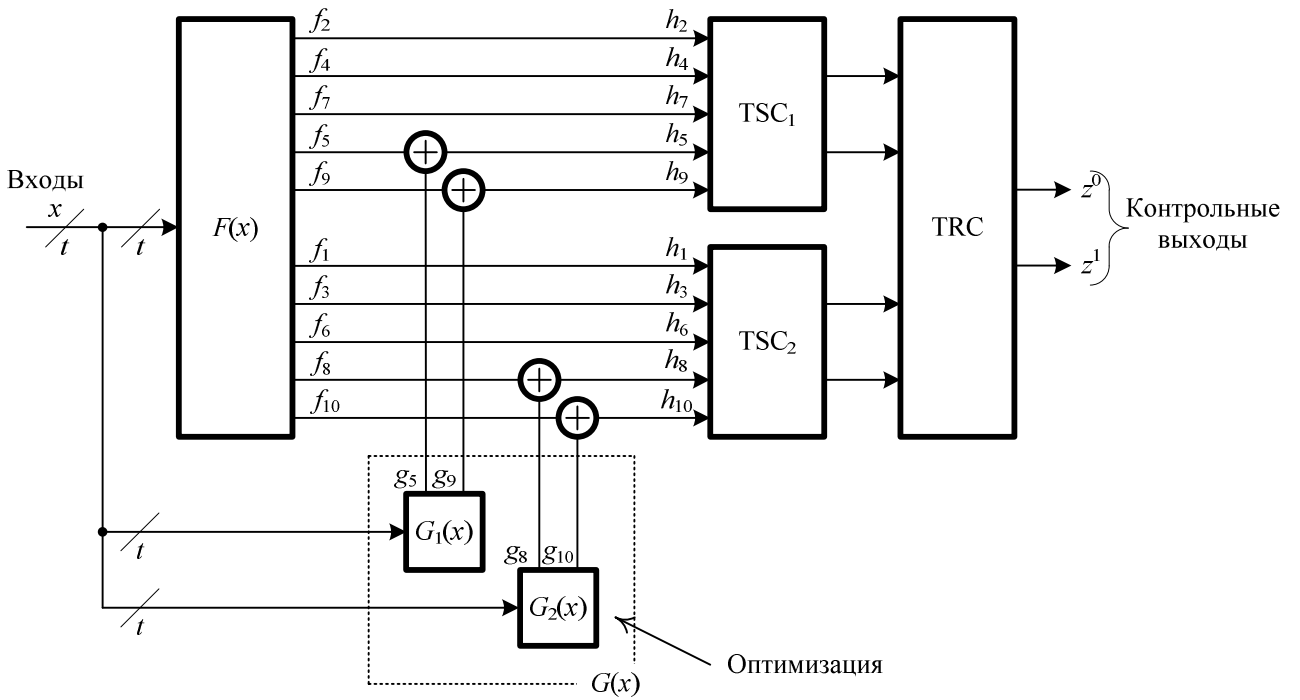 f2 h2
f4 h4
f7 h7
TSC1
f5 h5
f9 h9
Входы
x
t t
F(x)
TRC
z0
z1
Контрольные
выходы
f1 h1
f3 h3
f6 h6
TSC2
f8 h8
f10 h10
g5 g9
G1(x)
t
g8 g10
G2(x)
t
Оптимизация
G(x)